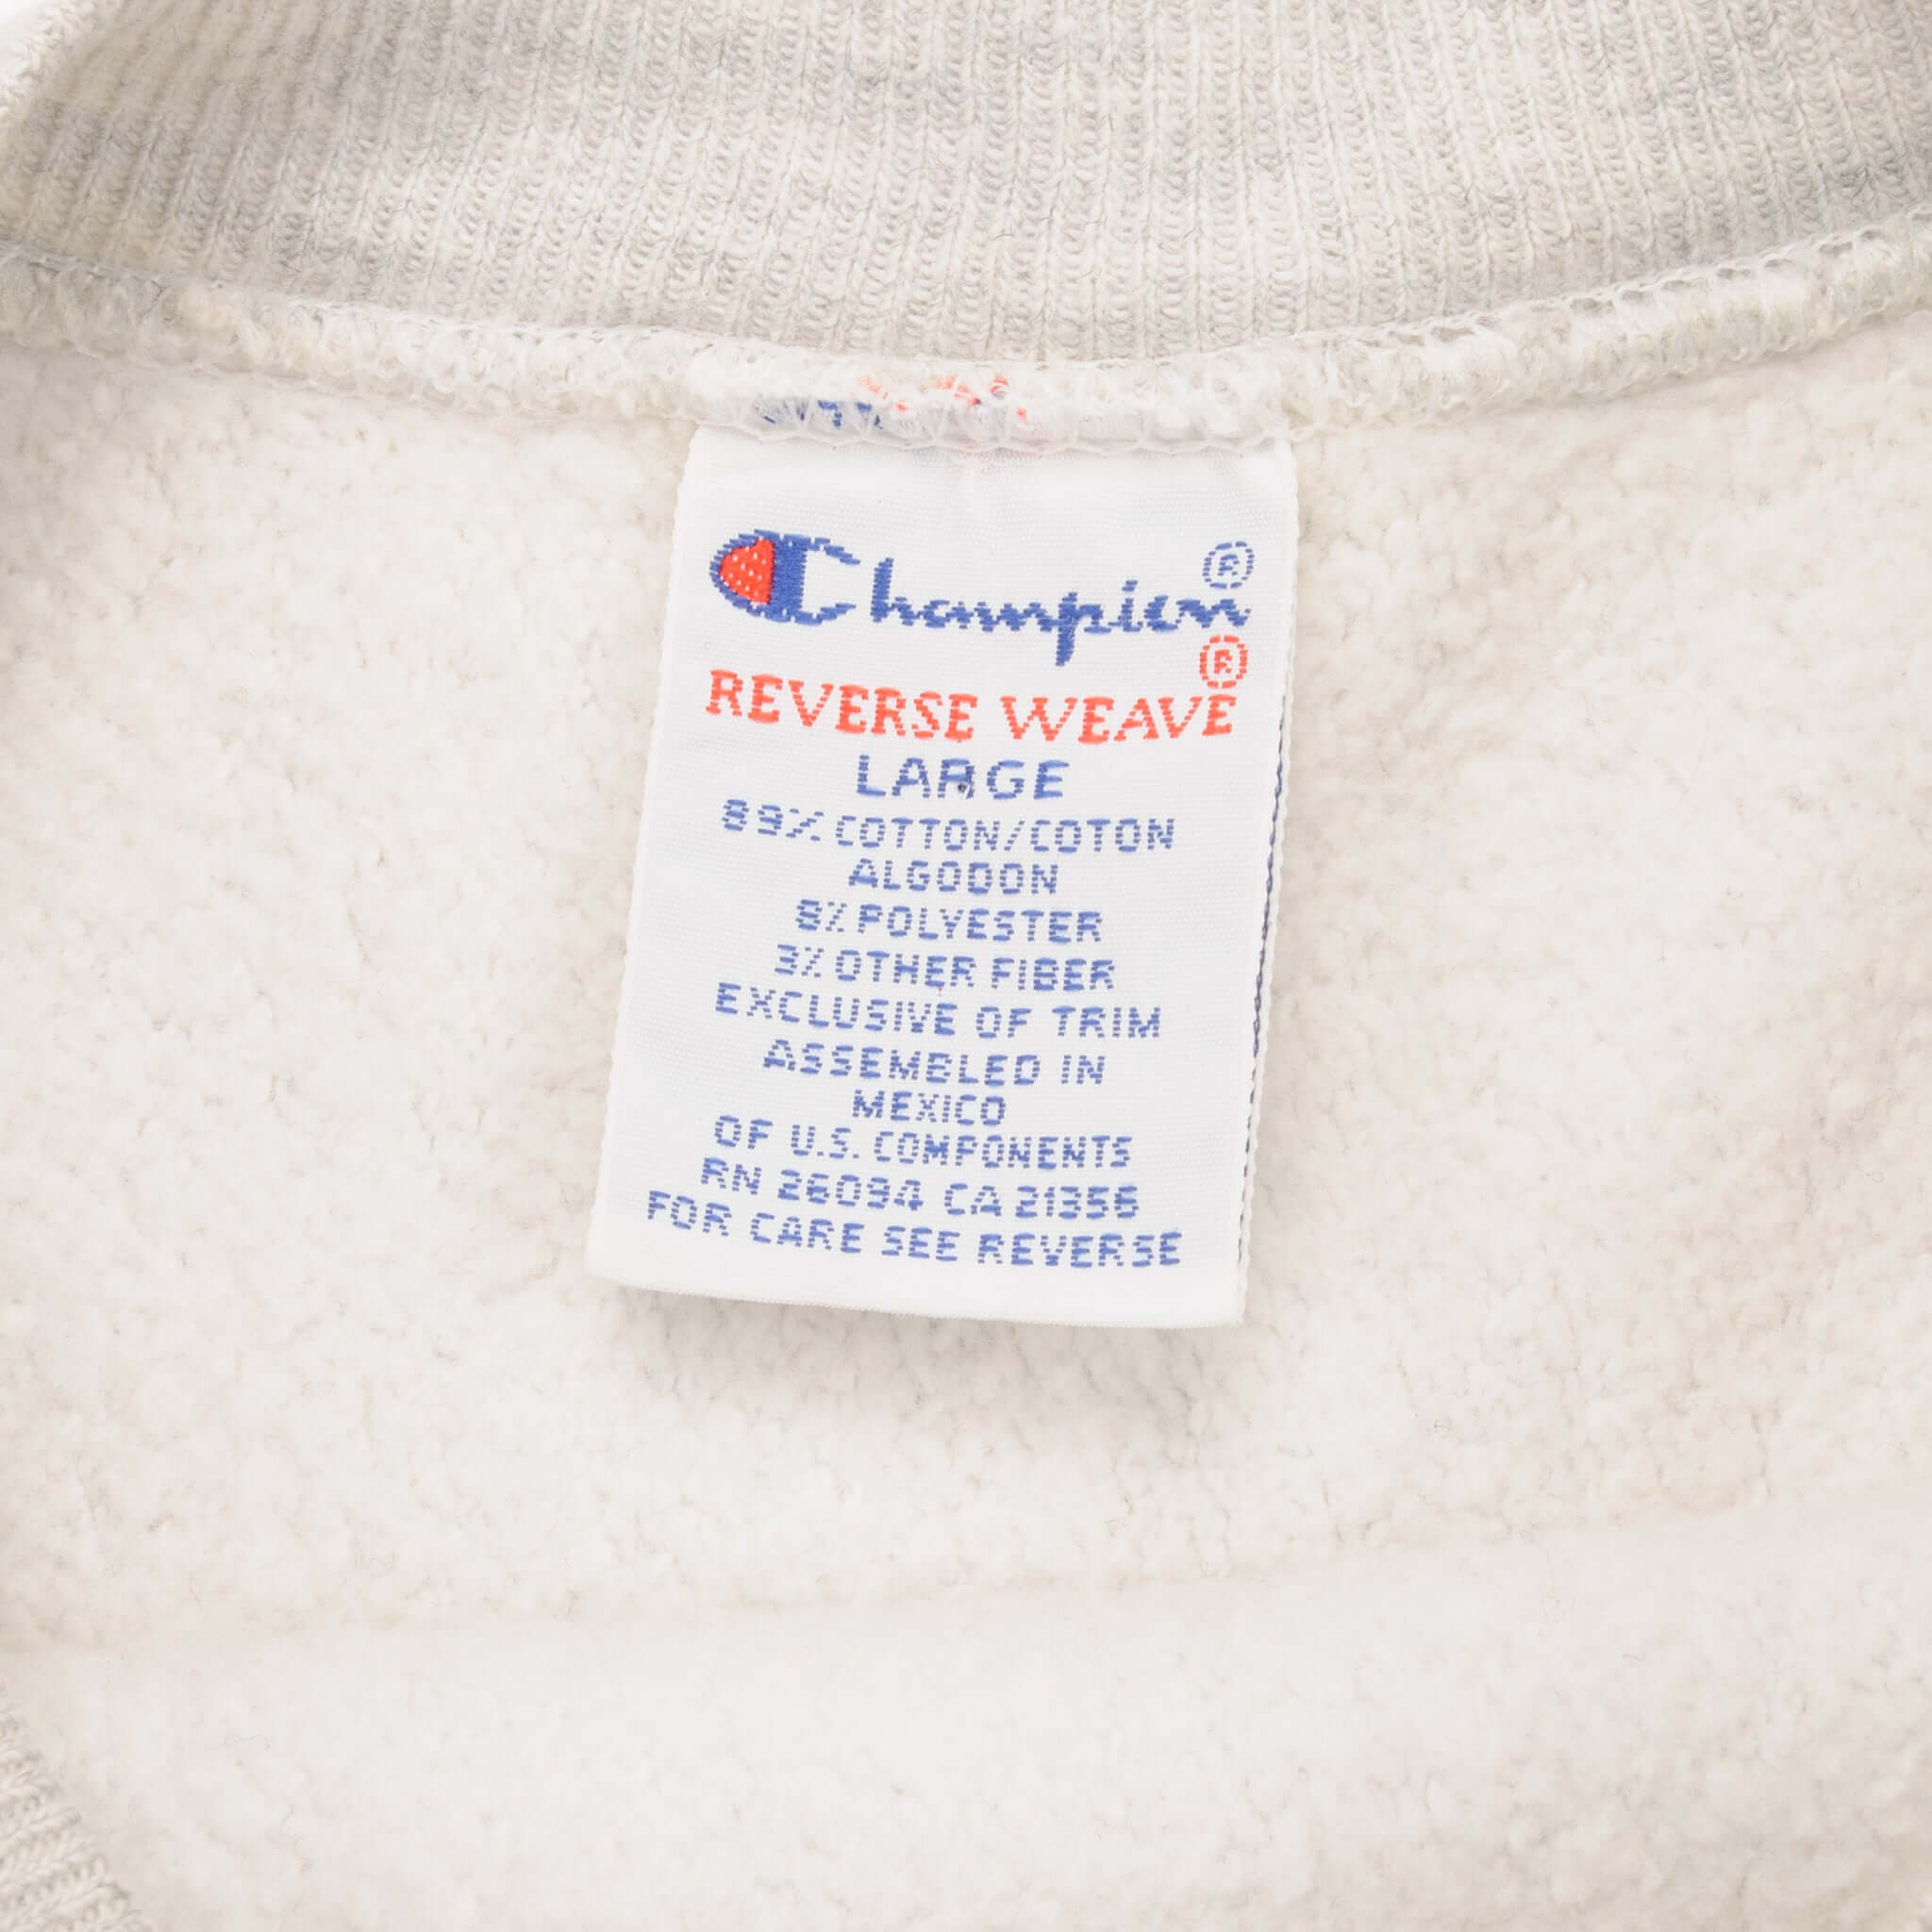 Champion®
REVERSE WEAVE®
LARGE
89% COTTON/COTON
ALGODON
8% POLYESTER
3% OTHER FIBER
EXCLUSIVE OF TRIM
ASSEMBLED IN
MEXICO
OF U.S. COMPONENTS
RN 26094 CA 21356
FOR CARE SEE REVERSE